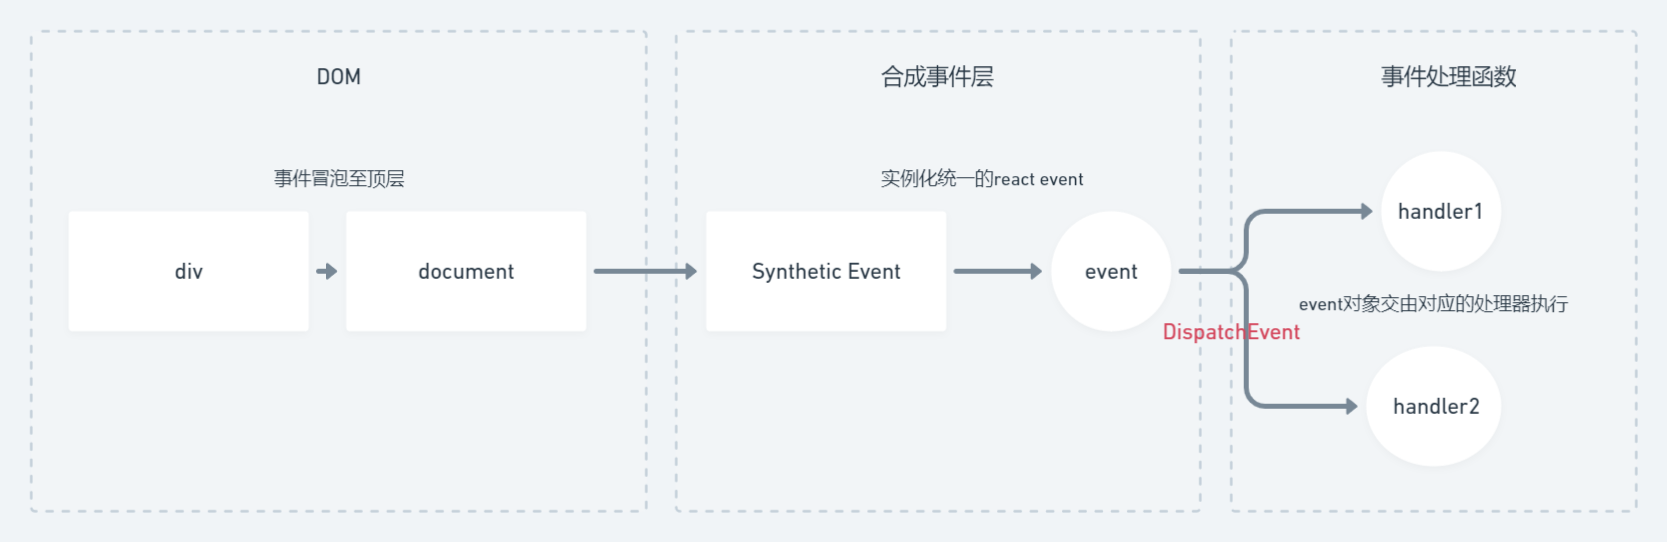 DOM
事件冒泡至顶层
div
document
合成事件层
实例化统一的react event
Synthetic Event
event
DispatchEvent
事件处理函数
handler1
event对象交由对应的处理器执行
handler2